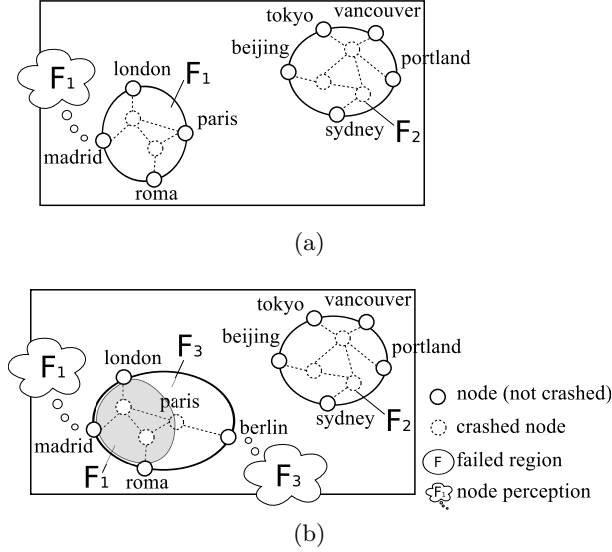 tokyo
vancouver
beijing
portland
london
F1
F1
paris
sydney
F2
madrid
roma
(a)
tokyo
vancouver
beijing
F3
portland
F1
london
paris
node (not crashed)
sydney
berlin
F2
crashed node
madrid
F failed region
F1
roma
F3
F1 node perception
(b)